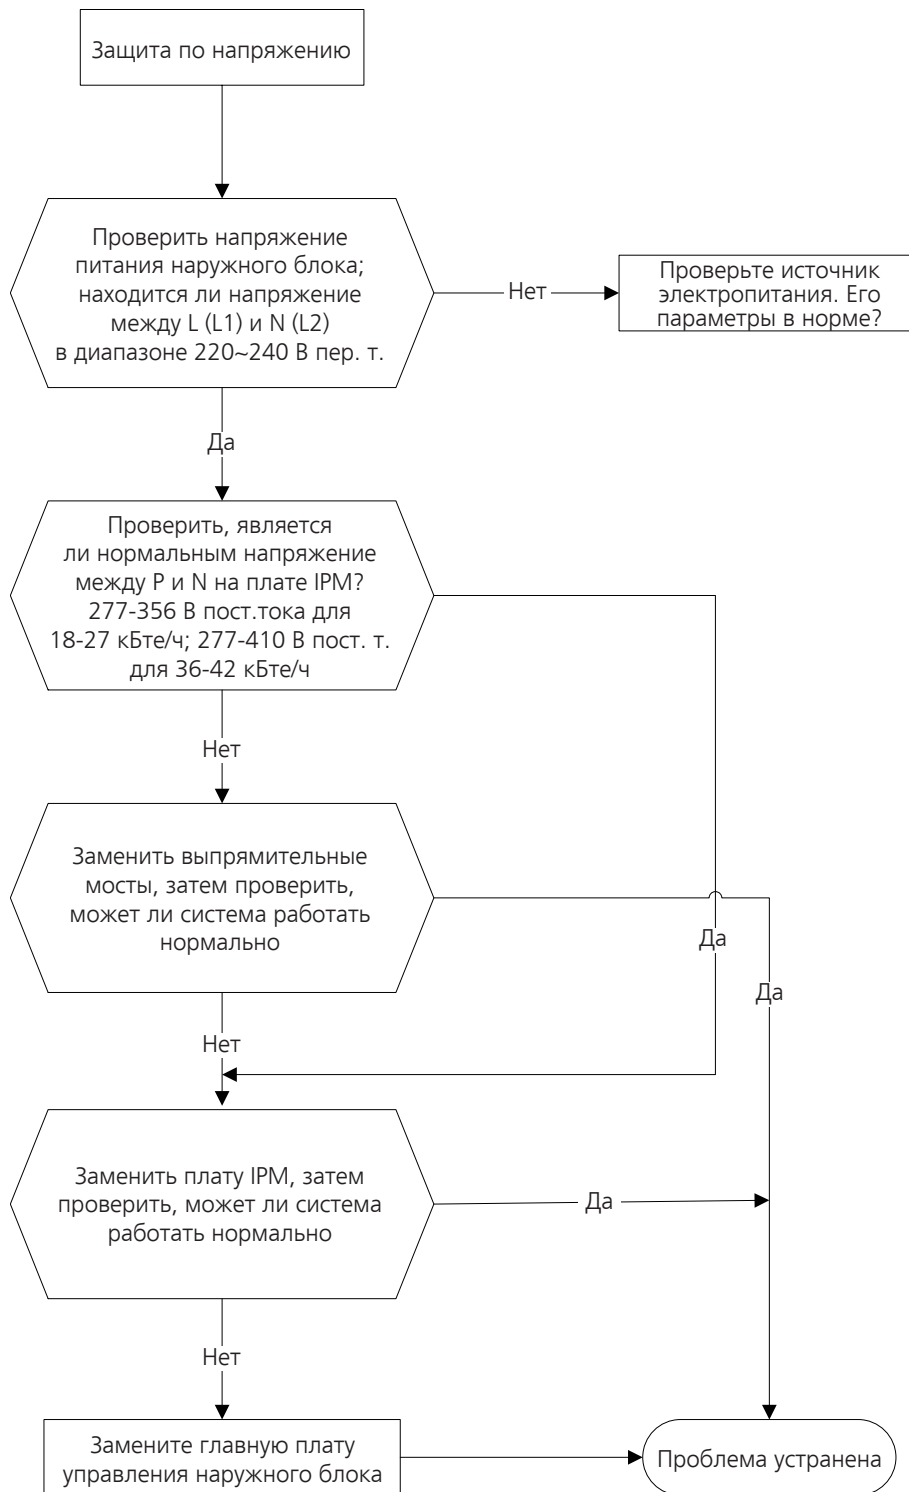 Защита по напряжению
Проверить напряжение
питания наружного блока;
находится ли напряжение
между L (L1) и N (L2)
в диапазоне 220~240 В пер. т.
Нет
Проверьте источник
электропитания. Его
параметры в норме?
Да
Проверить, является
ли нормальным напряжение
между P и N на плате IPM?
277-356 В пост.тока для
18-27 кБте/ч; 277-410 В пост. т.
для 36-42 кБте/ч
Нет
Заменить выпрямительные
мосты, затем проверить,
может ли система работать
нормально
Да
Да
Нет
Заменить плату IPM, затем
проверить, может ли система
работать нормально
Да
Нет
Замените главную плату
управления наружного блока
Проблема устранена